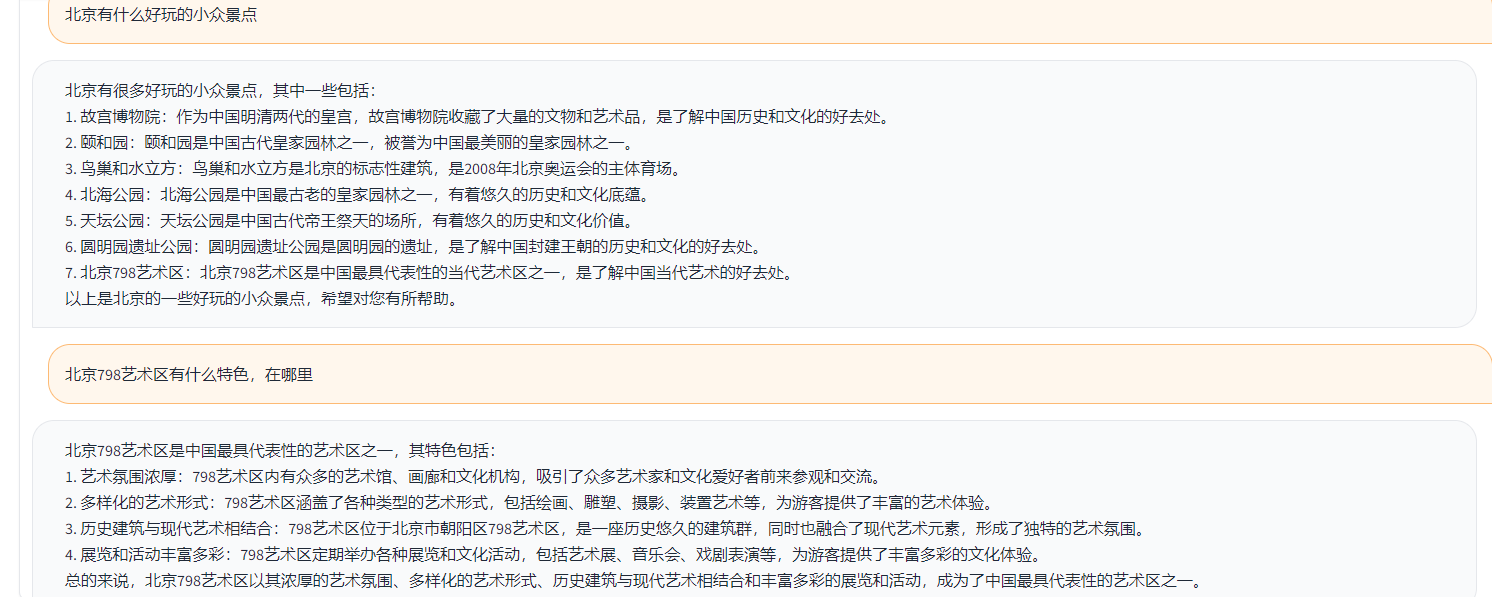 北京有什么好玩的小众景点
北京有很多好玩的小众景点，其中一些包括：
1. 故宫博物院：作为中国明清两代的皇宫，故宫博物院收藏了大量的文物和艺术品，是了解中国历史和文化的好去处。
2. 颐和园：颐和园是中国古代皇家园林之一，被誉为中国最美丽的皇家园林之一。
3. 鸟巢和水立方：鸟巢和水立方是北京的标志性建筑，是2008年北京奥运会的主体育场。
4. 北海公园：北海公园是中国最古老的皇家园林之一，有着悠久的历史和文化底蕴。
5. 天坛公园：天坛公园是中国古代帝王祭天的场所，有着悠久的历史和文化价值。
6. 圆明园遗址公园：圆明园遗址公园是圆明园的遗址，是了解中国封建王朝的历史和文化的好去处。
7. 北京798艺术区：北京798艺术区是中国最具代表性的当代艺术区之一，是了解中国当代艺术的好去处。
以上是北京的一些好玩的小众景点，希望对您有所帮助。
北京798艺术区有什么特色，在哪里
北京798艺术区是中国最具代表性的艺术区之一，其特色包括：
1. 艺术氛围浓厚：798艺术区内有众多的艺术馆、画廊和文化机构，吸引了众多艺术家和文化爱好者前来参观和交流。
2. 多样化的艺术形式：798艺术区涵盖了各种类型的艺术形式，包括绘画、雕塑、摄影、装置艺术等，为游客提供了丰富的艺术体验。
3. 历史建筑与现代艺术相结合：798艺术区位于北京市朝阳区798艺术区，是一座历史悠久的建筑群，同时也融合了现代艺术元素，形成了独特的艺术氛围。
4. 展览和活动丰富多彩：798艺术区定期举办各种展览和文化活动，包括艺术展、音乐会、戏剧表演等，为游客提供了丰富多彩的文化体验。
总的来说，北京798艺术区以其浓厚的艺术氛围、多样化的艺术形式、历史建筑与现代艺术相结合和丰富多彩的展览和活动，成为了中国最具代表性的艺术区之一。